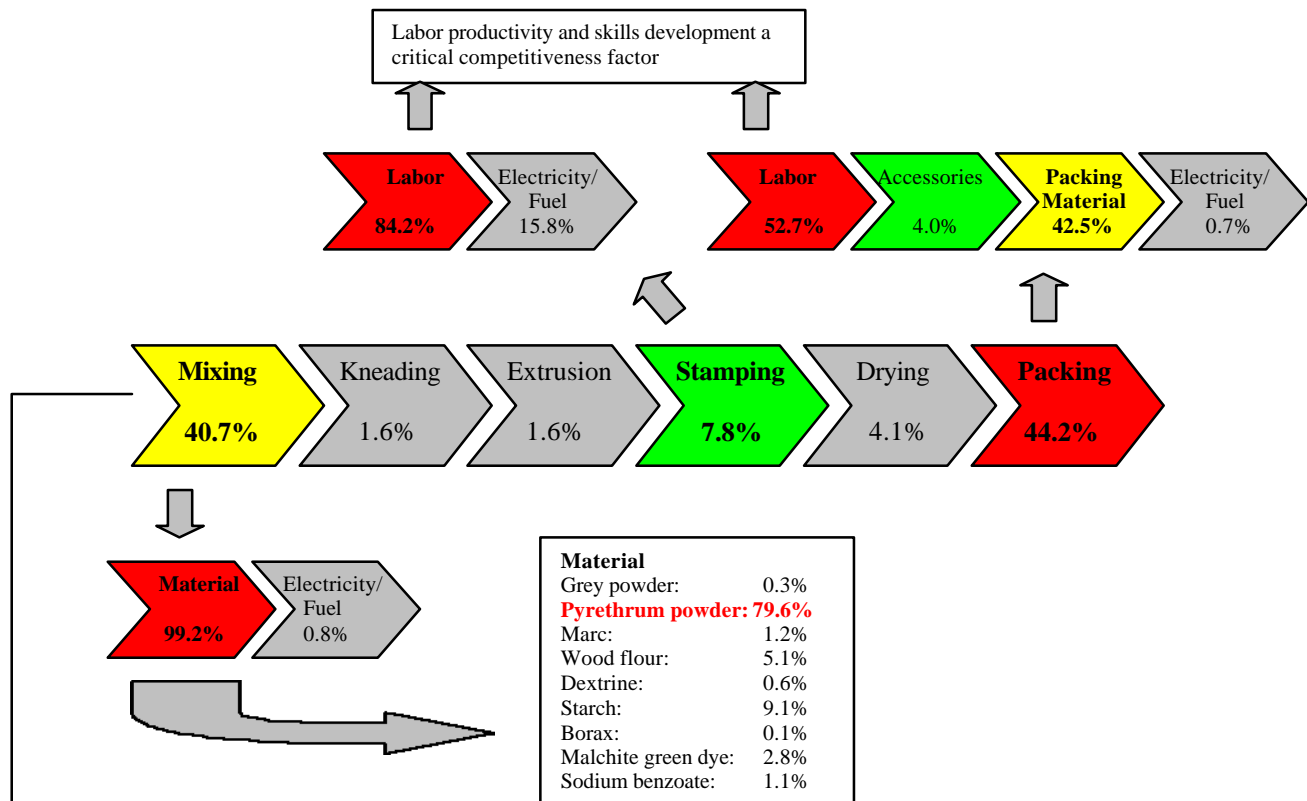 Labor productivity and skills development a
critical competitiveness factor
Labor
84.2%
Electricity/
Fuel
15.8%
Labor
52.7%
Accessories
4.0%
Packing
Material
42.5%
Electricity/
Fuel
0.7%
Mixing
40.7%
Kneading
1.6%
Extrusion
1.6%
Stamping
7.8%
Drying
4.1%
Packing
44.2%
Material
99.2%
Electricity/
Fuel
0.8%
Material
Grey powder: 0.3%
Pyrethrum powder: 79.6%
Marc: 1.2%
Wood flour: 5.1%
Dextrine: 0.6%
Starch: 9.1%
Borax: 0.1%
Malchite green dye: 2.8%
Sodium benzoate: 1.1%